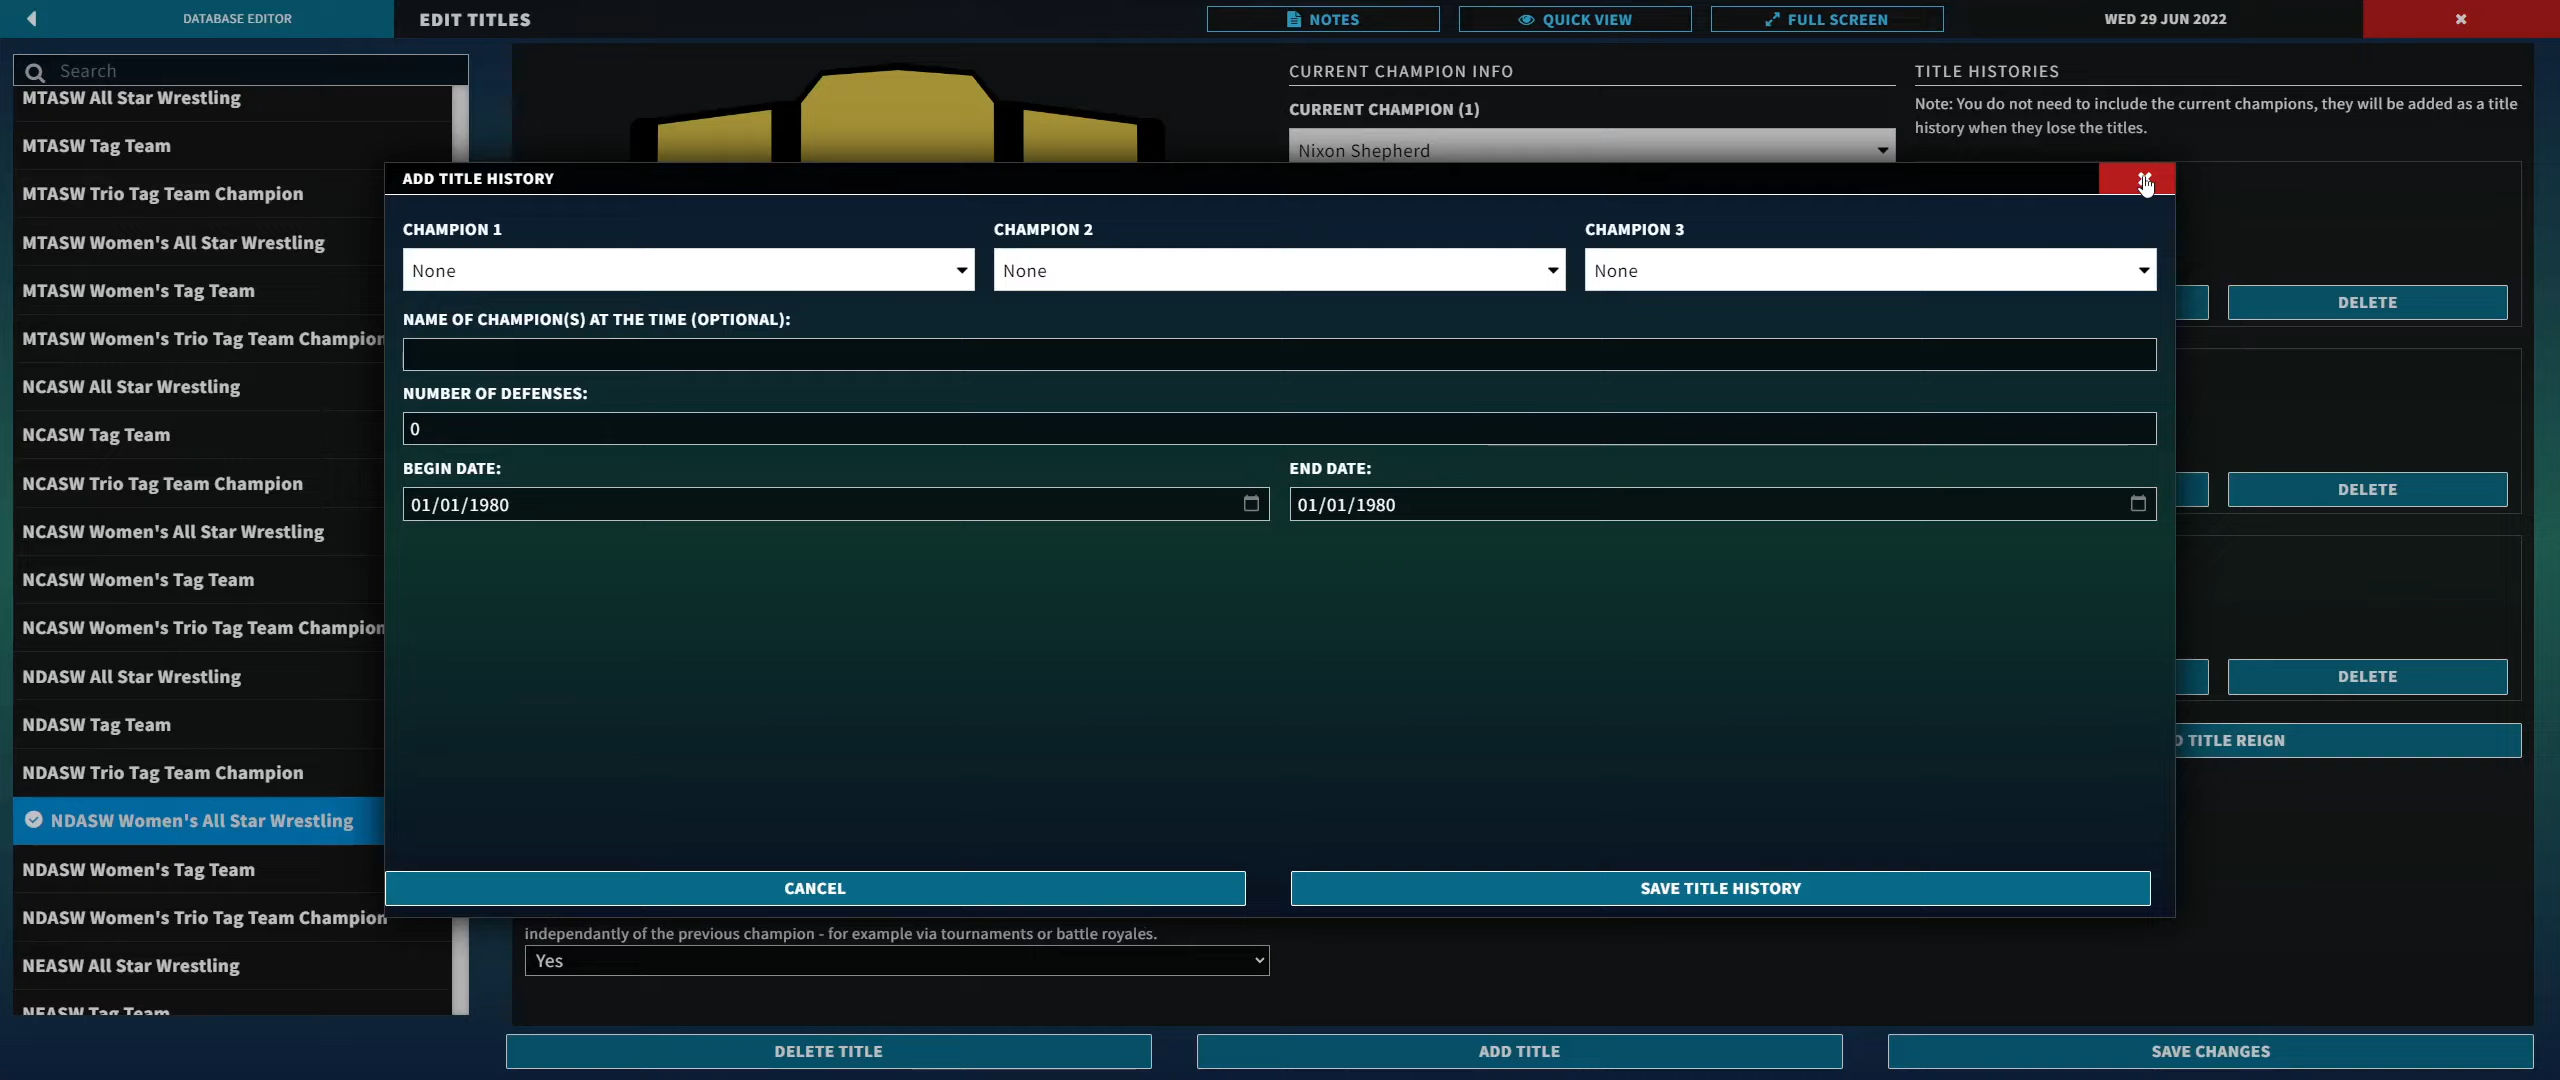 DATABASE EDITOR
EDIT TITLES
NOTES
QUICK VIEW
FULL SCREEN
WED 29 JUN 2022
Search
MTASW All Star Wrestling
MTASW Tag Team
MTASW Trio Tag Team Champion
MTASW Women's All Star Wrestling
MTASW Women's Tag Team
MTASW Women's Trio Tag Team Champion
NCASW All Star Wrestling
NCASW Tag Team
NCASW Trio Tag Team Champion
NCASW Women's All Star Wrestling
NCASW Women's Tag Team
NCASW Women's Trio Tag Team Champion
NDASW All Star Wrestling
NDASW Tag Team
NDASW Trio Tag Team Champion
NDASW Women's All Star Wrestling
NDASW Women's Tag Team
NDASW Women's Trio Tag Team Champion
NEASW All Star Wrestling
NEASW Tag Team
CURRENT CHAMPION INFO
CURRENT CHAMPION (1)
Nixon Shepherd
TITLE HISTORIES
Note: You do not need to include the current champions, they will be added as a title
history when they lose the titles.
ADD TITLE HISTORY
CHAMPION 1
CHAMPION 2
CHAMPION 3
None
None
None
NAME OF CHAMPION(S) AT THE TIME (OPTIONAL):
NUMBER OF DEFENSES:
0
BEGIN DATE:
END DATE:
01/01/1980
01/01/1980
CANCEL
SAVE TITLE HISTORY
DELETE
DELETE
DELETE
TITLE REIGN
independantly of the previous champion - for example via tournaments or battle royales.
Yes
DELETE TITLE
ADD TITLE
SAVE CHANGES